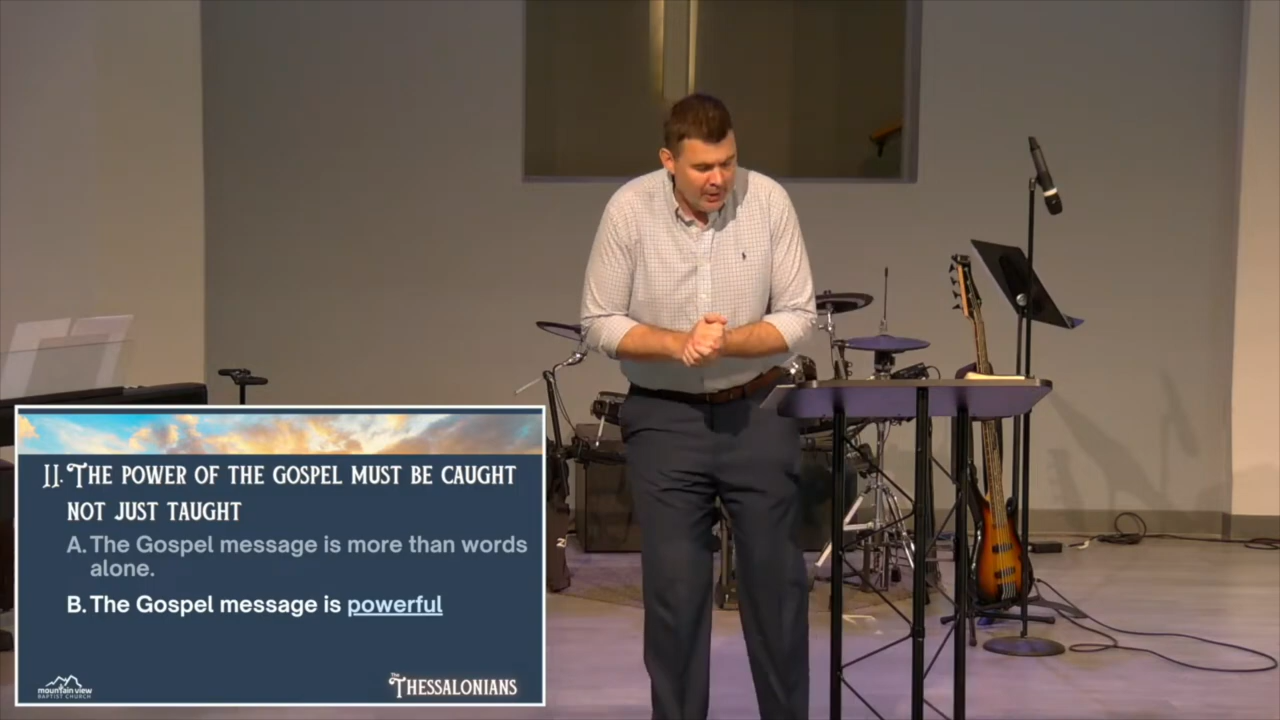 II. The power of the gospel must be caught
not just taught
A. The Gospel message is more than words
alone.
B. The Gospel message is powerful
mountain view
BAPTIST CHURCH
The Thessalonians